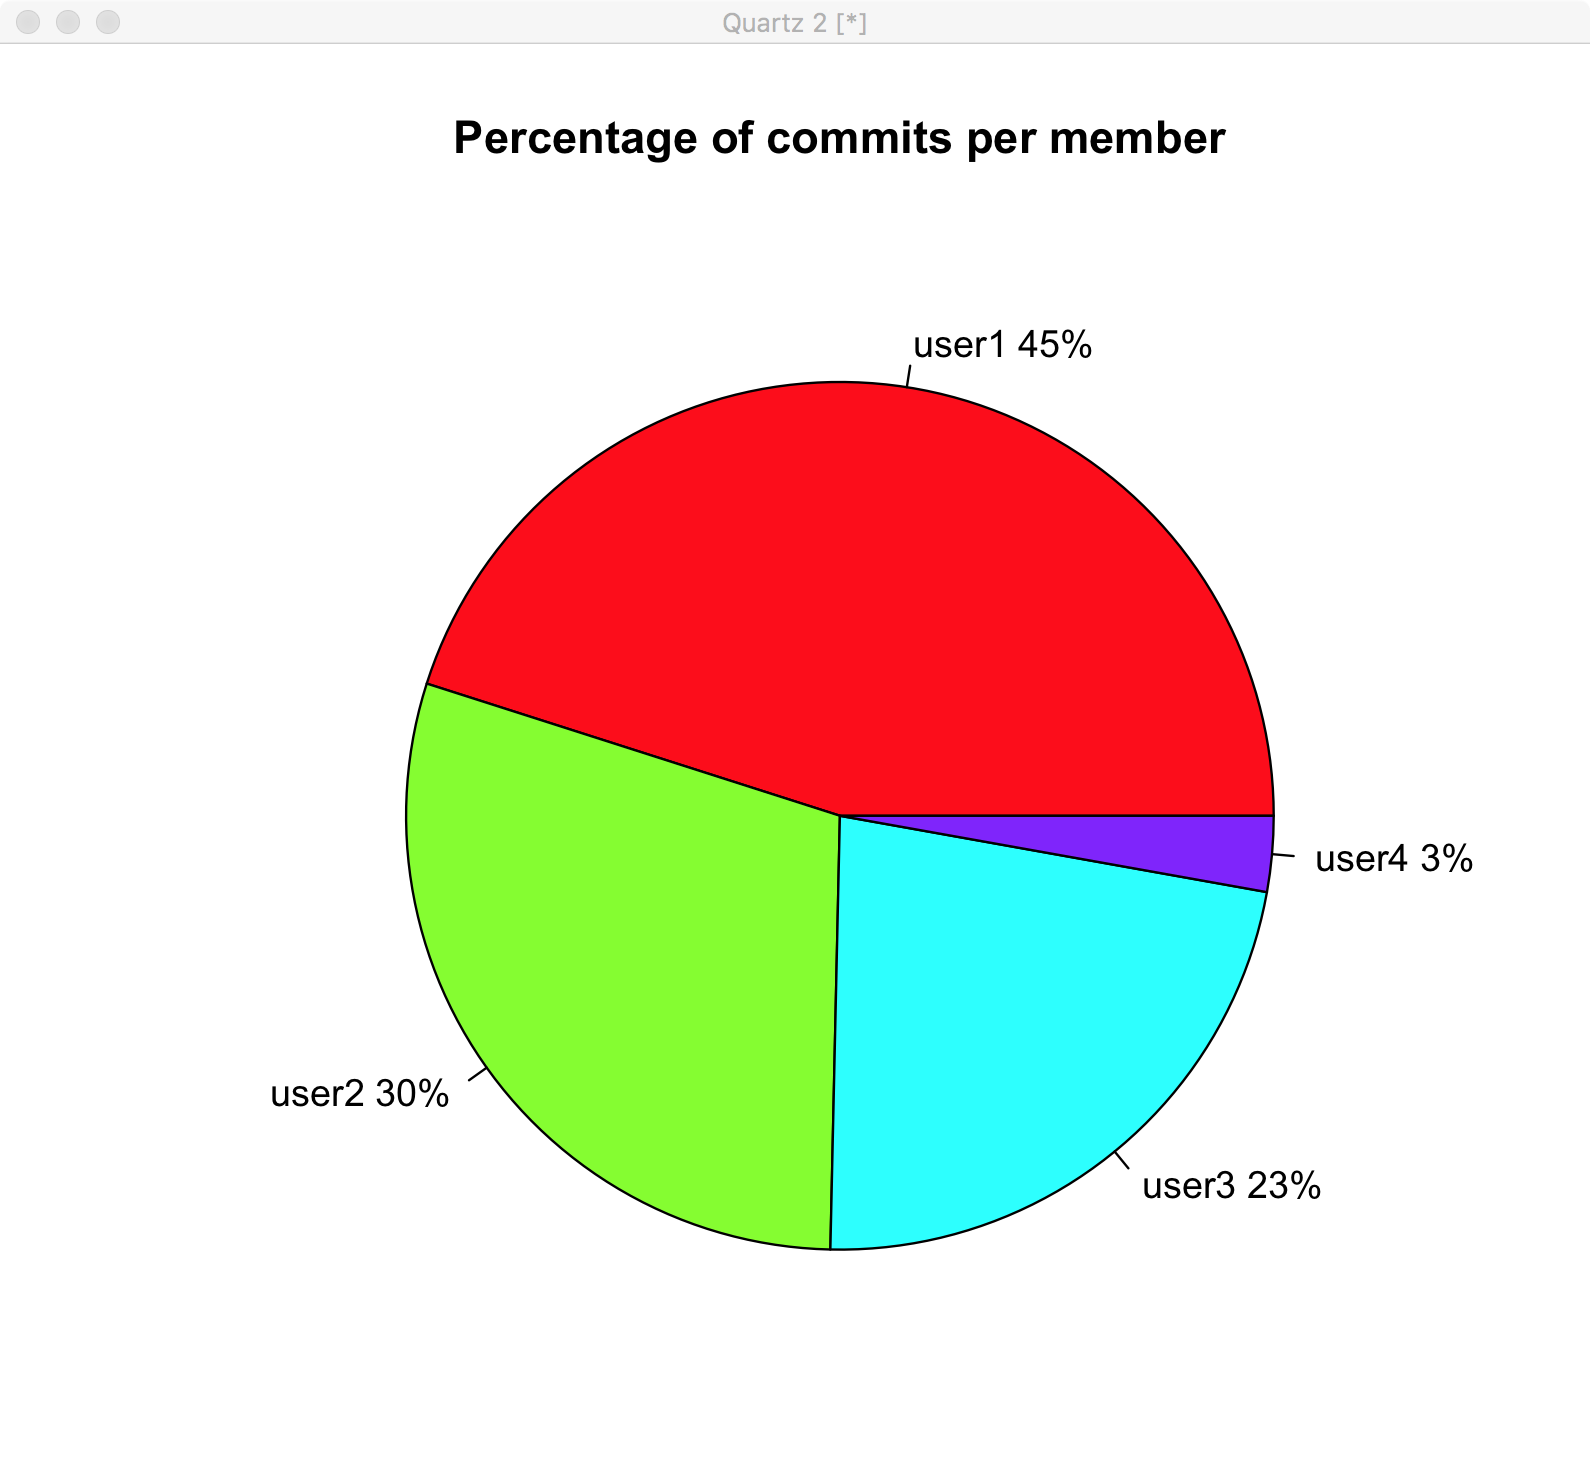 Quartz 2 [*]
Percentage of commits per member
user1 45%
user4 3%
user2 30%
user3 23%